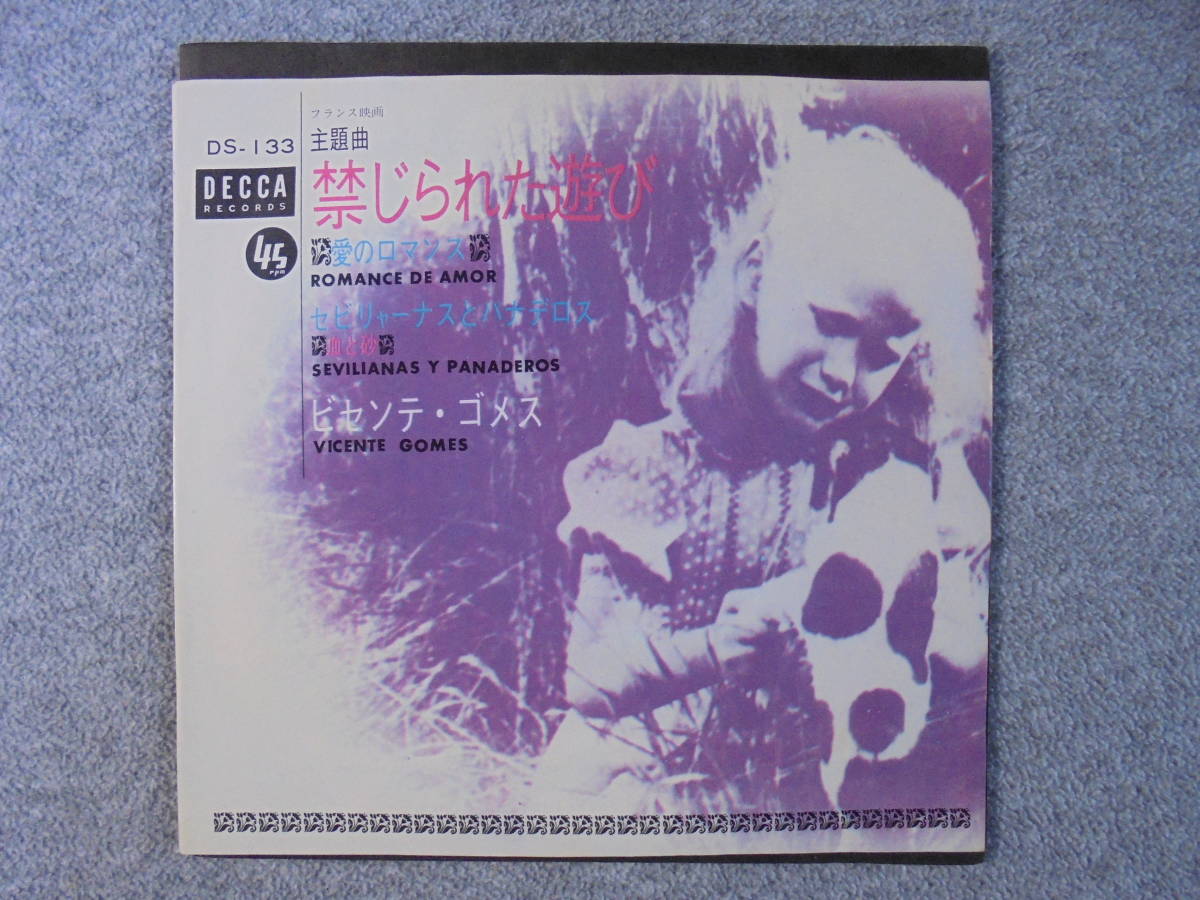 DS-133
DECCA
RECORDS
45
rpm
フランス映画
主題曲
禁じられた遊び
愛のロマンス
ROMANCE DE AMOR
セビリャーナスとパナデロス
血と砂
SEVILIANAS Y PANADEROS
ビセンテ・ゴメス
VICENTE GOMES